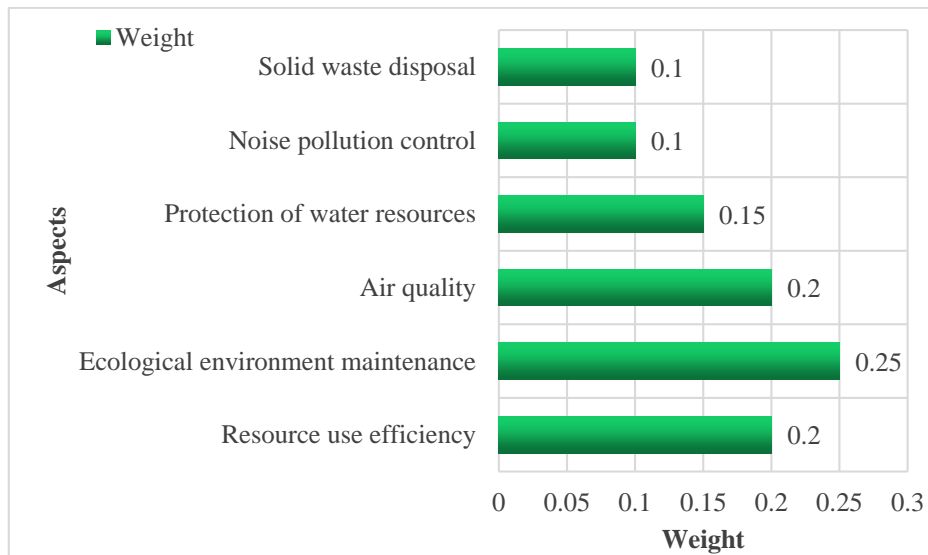 Weight
Solid waste disposal 0.1
Noise pollution control 0.1
Protection of water resources 0.15
Aspects
Air quality 0.2
Ecological environment maintenance 0.25
Resource use efficiency 0.2
0 0.05 0.1 0.15 0.2 0.25 0.3
Weight